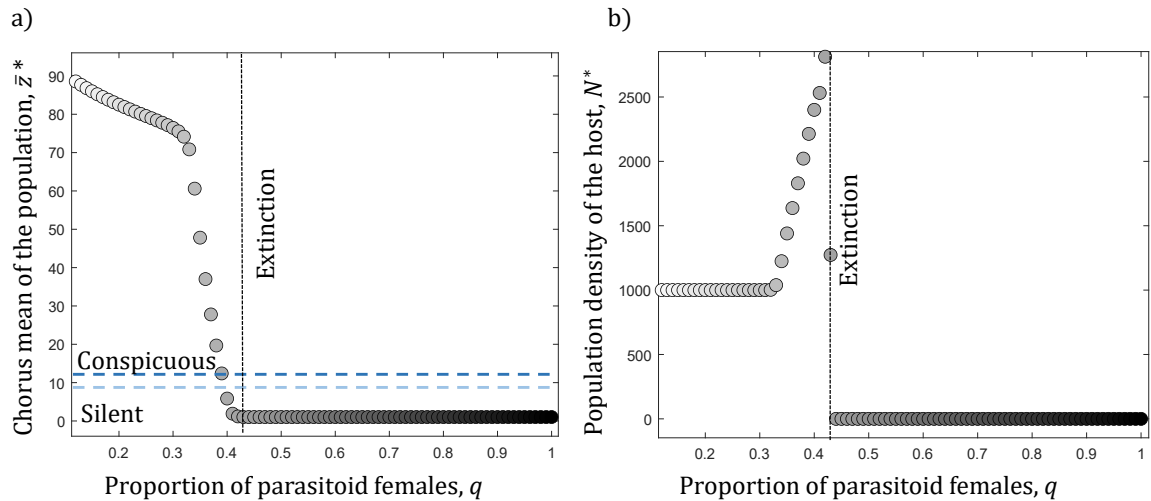 a)
90
80
70
60
50
40
30
20
10
0
Chorus mean of the population, z̄*
Conspicuous
Silent
Extinction
0.2 0.3 0.4 0.5 0.6 0.7 0.8 0.9 1
Proportion of parasitoid females, q
b)
2500
2000
1500
1000
500
0
Population density of the host, N*
Extinction
0.2 0.3 0.4 0.5 0.6 0.7 0.8 0.9 1
Proportion of parasitoid females, q